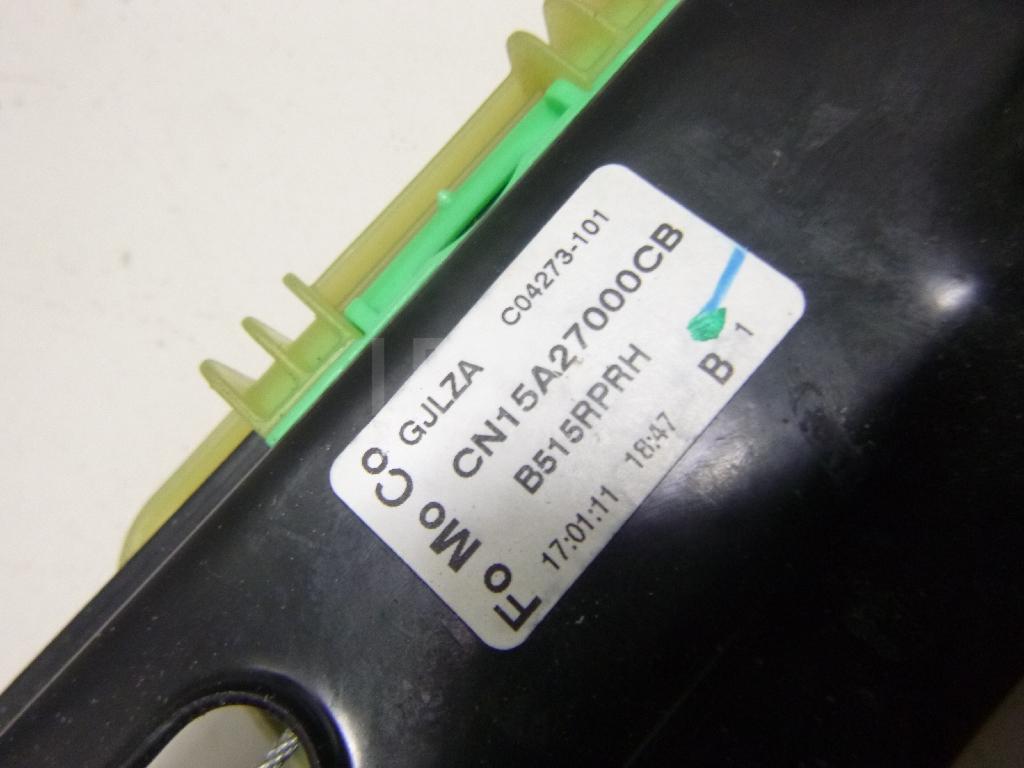 FoMoCo
GJLZA C04273-101
CN15A27000CB
B515RPRH
17:01:11 18:47
B 1